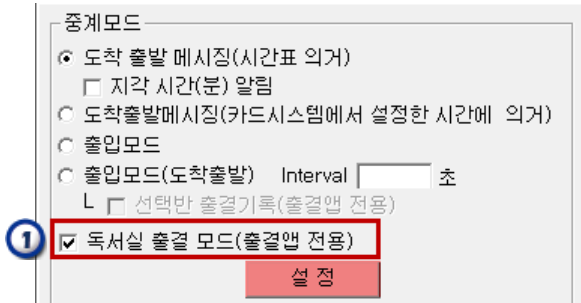 중계모드
도착 출발 메시징(시간표 의거)
지각 시간(분) 알림
도착출발메시징(카드시스템에서 설정한 시간에 의거)
출입모드
출입모드(도착출발) Interval 초
L 선택반 출결기록(출결앱 전용)
1 독서실 출결 모드(출결앱 전용)
설 정